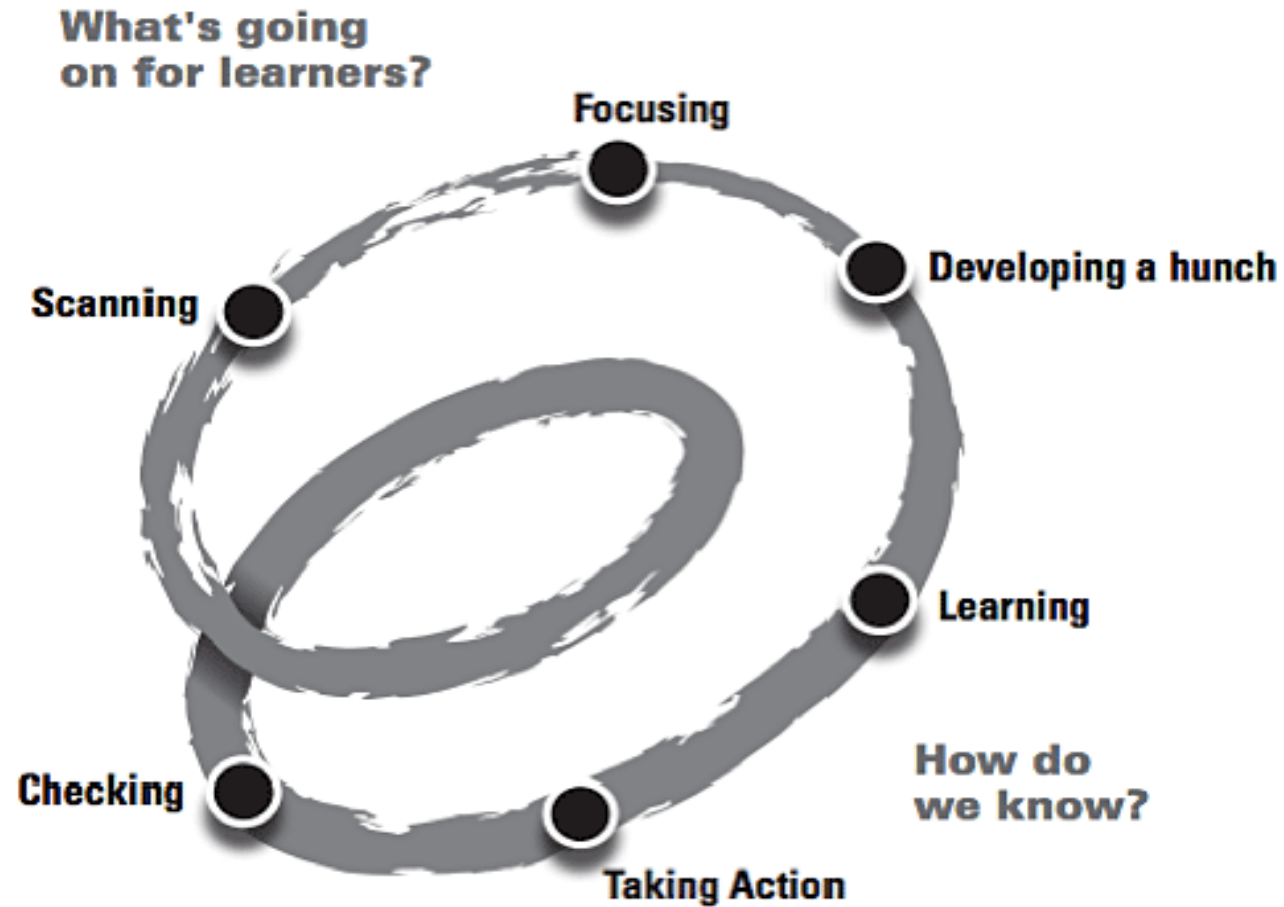 What's going
on for learners?
Focusing
Developing a hunch
Scanning
Learning
How do
we know?
Checking
Taking Action